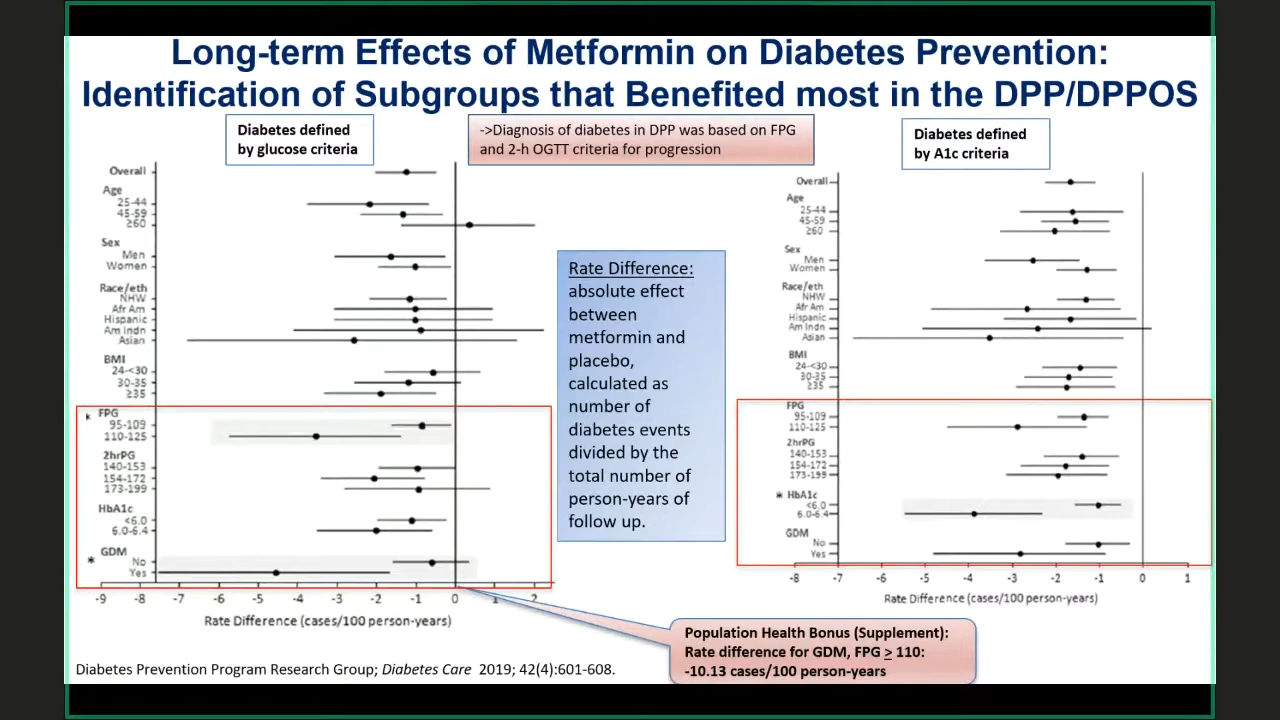 Long-term Effects of Metformin on Diabetes Prevention:
Identification of Subgroups that Benefited most in the DPP/DPPOS
Diabetes defined
by glucose criteria
->Diagnosis of diabetes in DPP was based on FPG
and 2-h OGTT criteria for progression
Diabetes defined
by A1c criteria
Overall
Age
25-44
45-59
≥60
Sex
Men
Women
Race/eth
NHW
Afr Am
Hispanic
Am Indn
Asian
BMI
24-<30
30-35
≥35
* FPG
95-109
110-125
2hrPG
140-153
154-172
173-199
HbA1c
<6.0
6.0-6.4
* GDM
No
Yes
-9 -8 -7 -6 -5 -4 -3 -2 -1 0 1 2
Rate Difference (cases/100 person-years)
Rate Difference:
absolute effect
between
metformin and
placebo,
calculated as
number of
diabetes events
divided by the
total number of
person-years of
follow up.
Overall
Age
25-44
45-59
≥60
Sex
Men
Women
Race/eth
NHW
Afr Am
Hispanic
Am Indn
Asian
BMI
24-<30
30-35
≥35
FPG
95-109
110-125
2hrPG
140-153
154-172
173-199
* HbA1c
<6.0
6.0-6.4
GDM
No
Yes
-8 -7 -6 -5 -4 -3 -2 -1 0 1
Rate Difference (cases/100 person-years)
Population Health Bonus (Supplement):
Rate difference for GDM, FPG ≥ 110:
-10.13 cases/100 person-years
Diabetes Prevention Program Research Group; Diabetes Care 2019; 42(4):601-608.